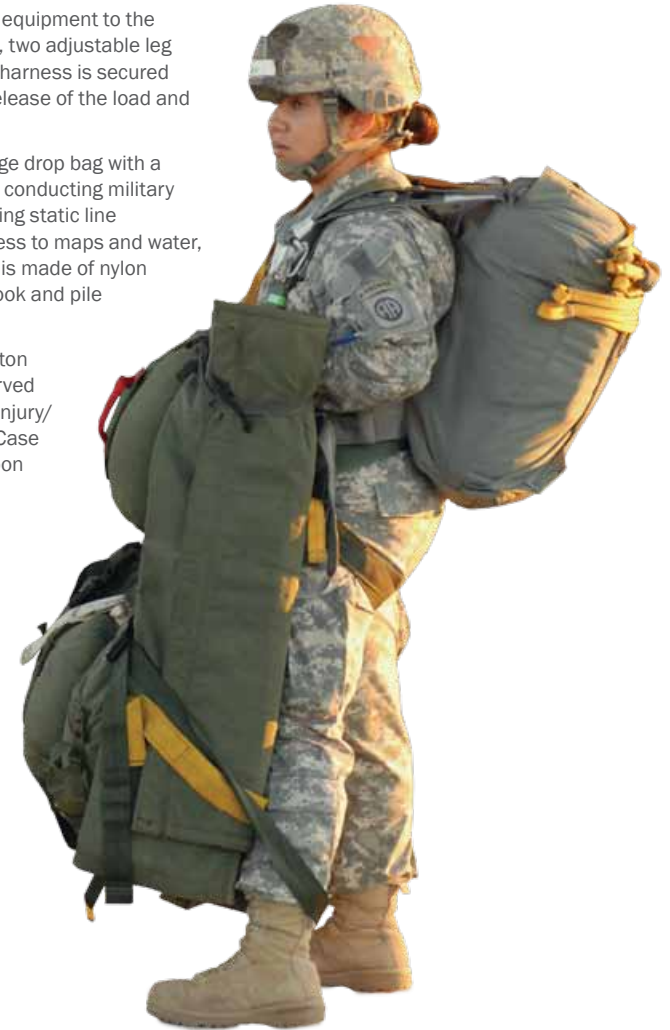 equipment to the
, two adjustable leg
harness is secured
elease of the load and
ge drop bag with a
conducting military
ing static line
ess to maps and water,
is made of nylon
ook and pile
ton
rved
njury/
Case
on